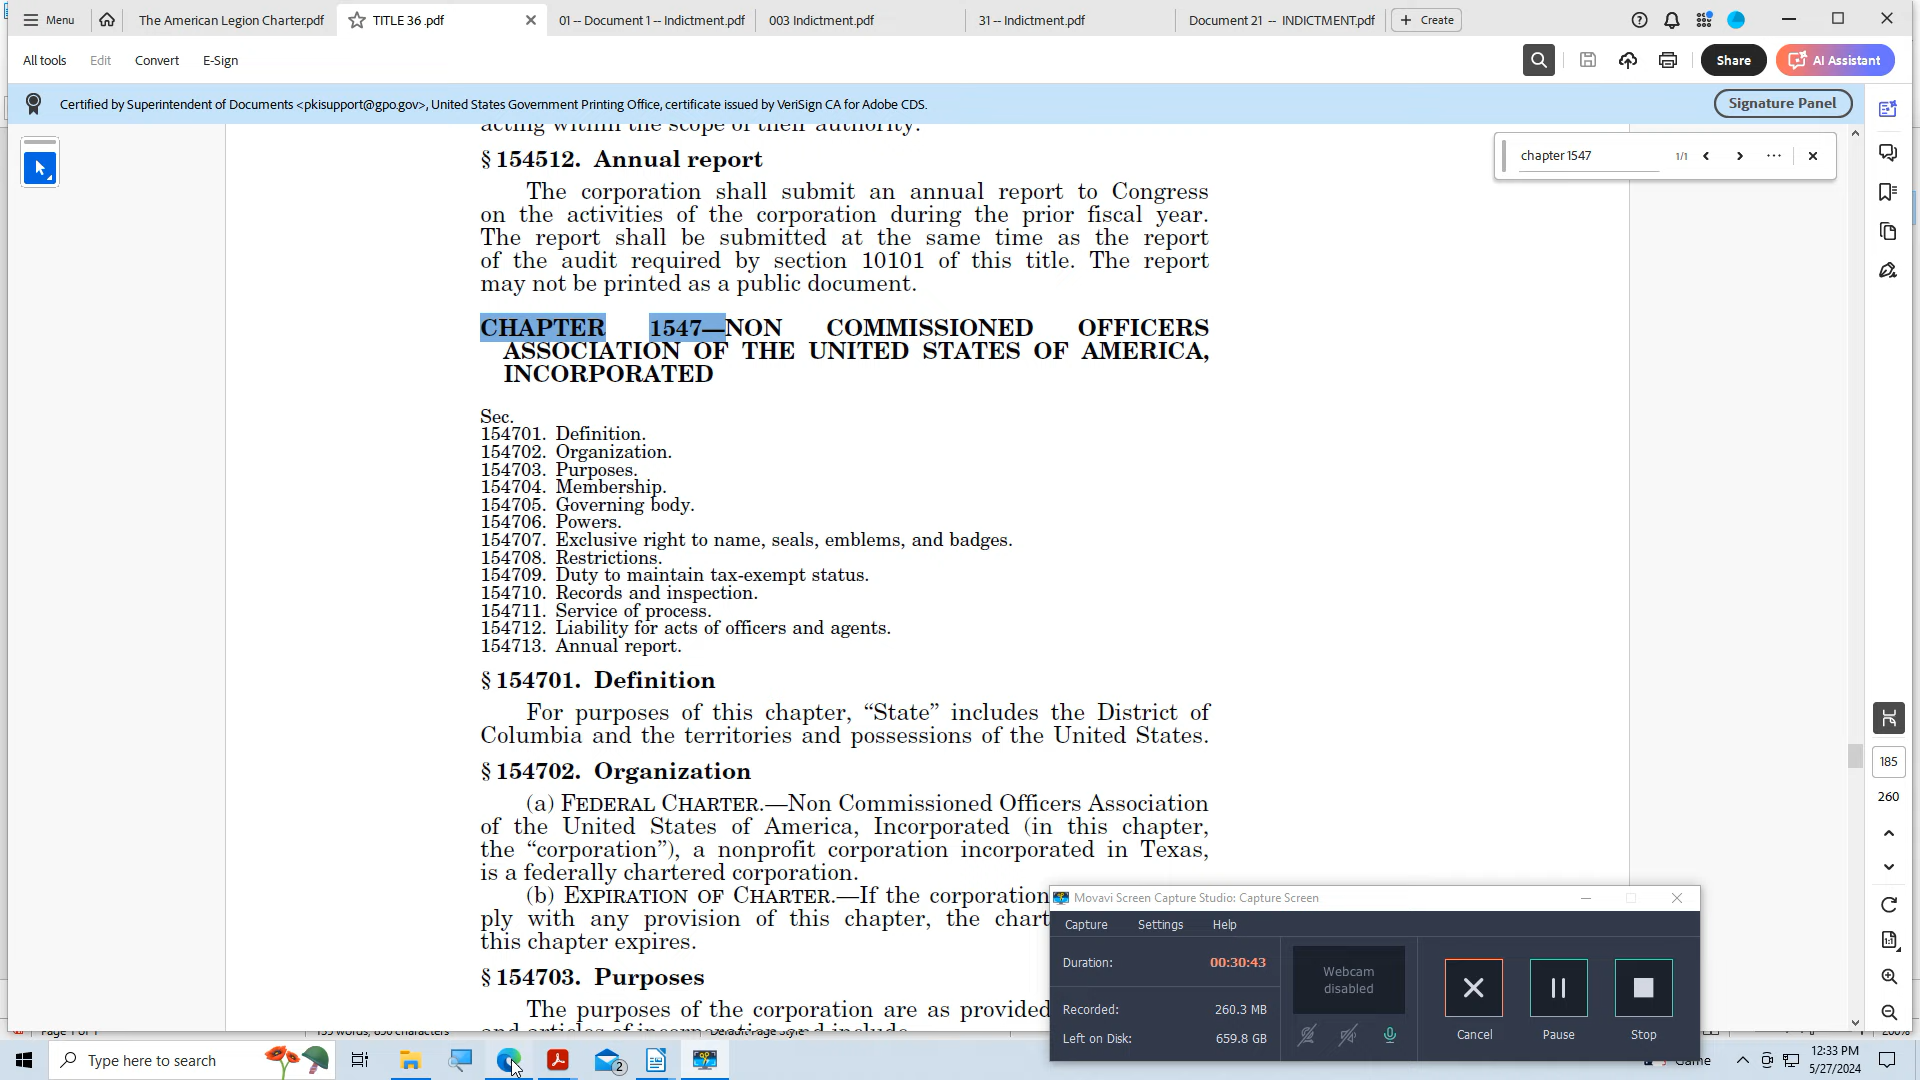 Menu
The American Legion Charter.pdf
TITLE 36 .pdf
01 -- Document 1 -- Indictment.pdf
003 Indictment.pdf
31 -- Indictment.pdf
Document 21 -- INDICTMENT.pdf
Create
All tools
Edit
Convert
E-Sign
Share
AI Assistant
Certified by Superintendent of Documents <pkisupport@gpo.gov>, United States Government Printing Office, certificate issued by VeriSign CA for Adobe CDS.
Signature Panel
acting within the scope of their authority.
chapter 1547
1/1
§ 154512. Annual report
The corporation shall submit an annual report to Congress
on the activities of the corporation during the prior fiscal year.
The report shall be submitted at the same time as the report
of the audit required by section 10101 of this title. The report
may not be printed as a public document.
CHAPTER 1547—NON COMMISSIONED OFFICERS
ASSOCIATION OF THE UNITED STATES OF AMERICA,
INCORPORATED
Sec.
154701. Definition.
154702. Organization.
154703. Purposes.
154704. Membership.
154705. Governing body.
154706. Powers.
154707. Exclusive right to name, seals, emblems, and badges.
154708. Restrictions.
154709. Duty to maintain tax-exempt status.
154710. Records and inspection.
154711. Service of process.
154712. Liability for acts of officers and agents.
154713. Annual report.
§ 154701. Definition
For purposes of this chapter, “State” includes the District of
Columbia and the territories and possessions of the United States.
§ 154702. Organization
(a) FEDERAL CHARTER.—Non Commissioned Officers Association
of the United States of America, Incorporated (in this chapter,
the “corporation”), a nonprofit corporation incorporated in Texas,
is a federally chartered corporation.
(b) EXPIRATION OF CHARTER.—If the corporation
ply with any provision of this chapter, the chart
this chapter expires.
§ 154703. Purposes
The purposes of the corporation are as provided
185
260
Movavi Screen Capture Studio: Capture Screen
Capture
Settings
Help
Duration:
00:30:43
Webcam
disabled
Recorded:
260.3 MB
Left on Disk:
659.8 GB
Cancel
Pause
Stop
Type here to search
2
Game
12:33 PM
5/27/2024